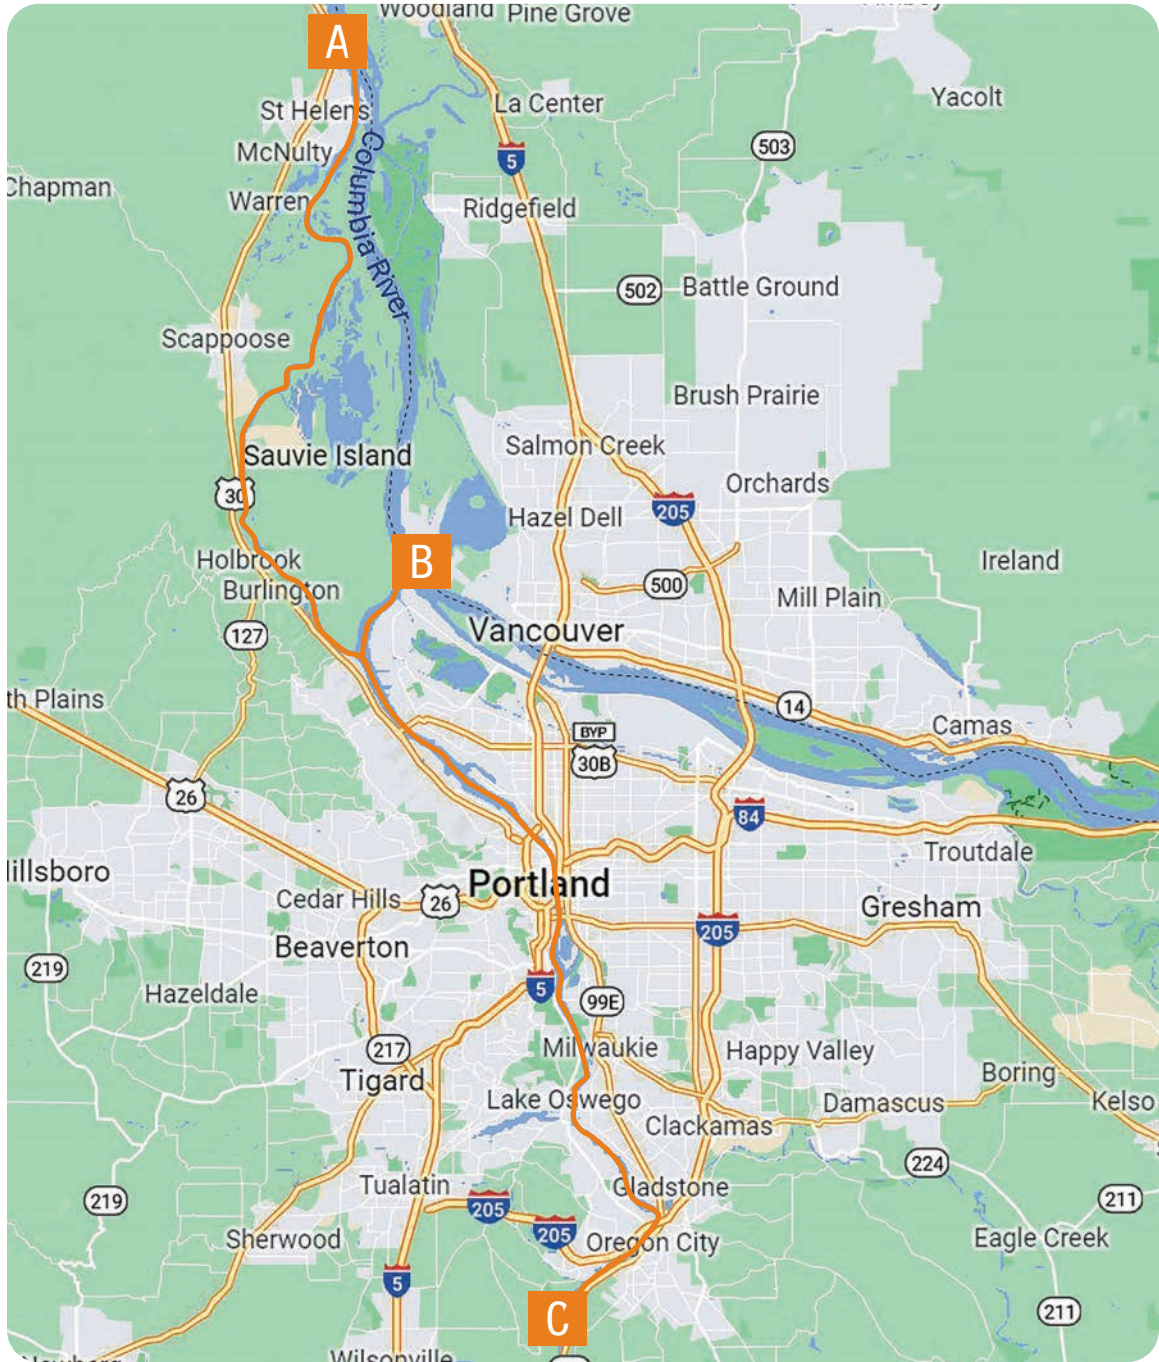 Woodland
Pine Grove
A
La Center
Yacolt
St Helens
McNulty
503
5
Chapman
Warren
Ridgefield
Columbia River
502
Battle Ground
Scappoose
Brush Prairie
Salmon Creek
Sauvie Island
Orchards
30
205
Hazel Dell
Holbrook
B
Ireland
Burlington
500
Mill Plain
127
Vancouver
th Plains
14
Camas
BYP
30B
26
84
Troutdale
illsboro
Portland
Cedar Hills
26
Gresham
205
Beaverton
219
5
Hazeldale
99E
217
Milwaukie
Happy Valley
Tigard
Boring
Lake Oswego
Damascus
Kelso
Clackamas
224
Tualatin
Gladstone
219
205
211
205
Sherwood
Oregon City
Eagle Creek
5
C
211
Wilsonville